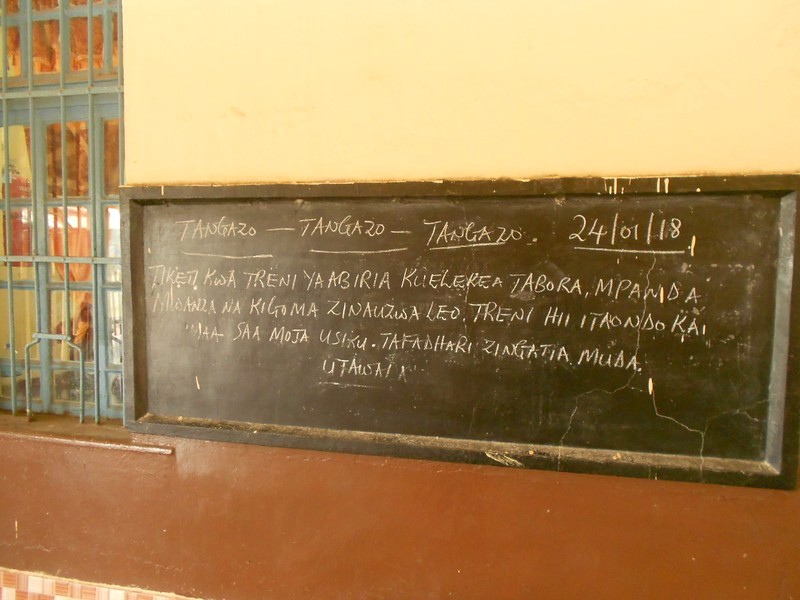 TANGAZO — TANGAZO — TANGAZO. 24/01/18
TIKETI KWA TRENI YA ABIRIA KUELEKEA TABORA, MPANDA
MWANZA NA KIGOMA ZINAUZWA LEO. TRENI HII ITAONDOKA,
SAA MOJA USIKU. TAFADHARI ZINGATIA MUDA.
UTAWALA